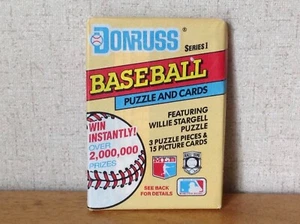 DONRUSS®
SERIES I
BASEBALL
PUZZLE AND CARDS
FEATURING
WILLIE STARGELL
PUZZLE
3 PUZZLE PIECES &
15 PICTURE CARDS
WIN
INSTANTLY!
OVER
2,000,000
PRIZES
SEE BACK
FOR DETAILS